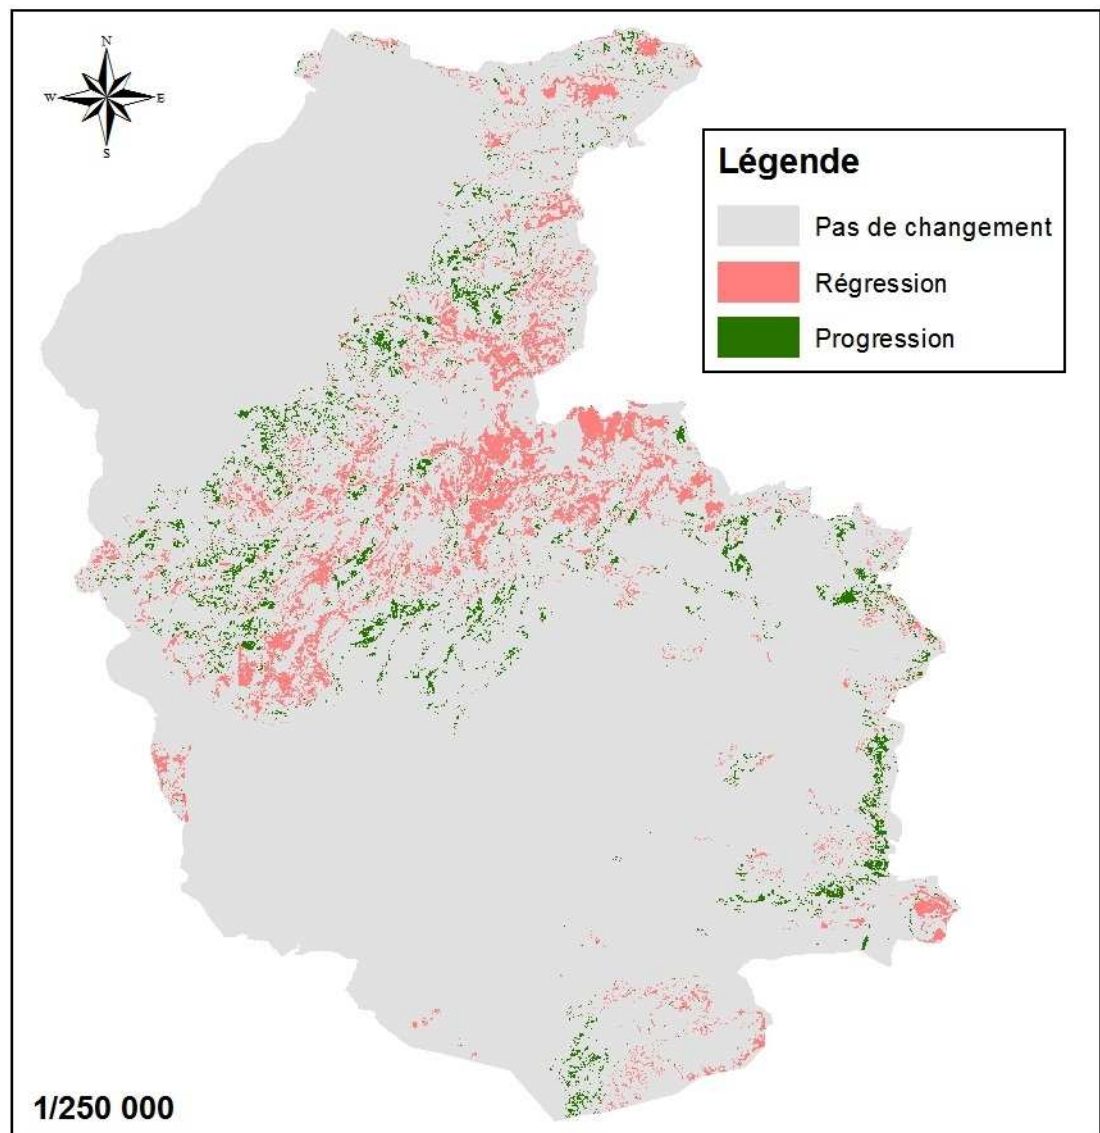 N
W E
S
Légende
Pas de changement
Régression
Progression
1/250 000